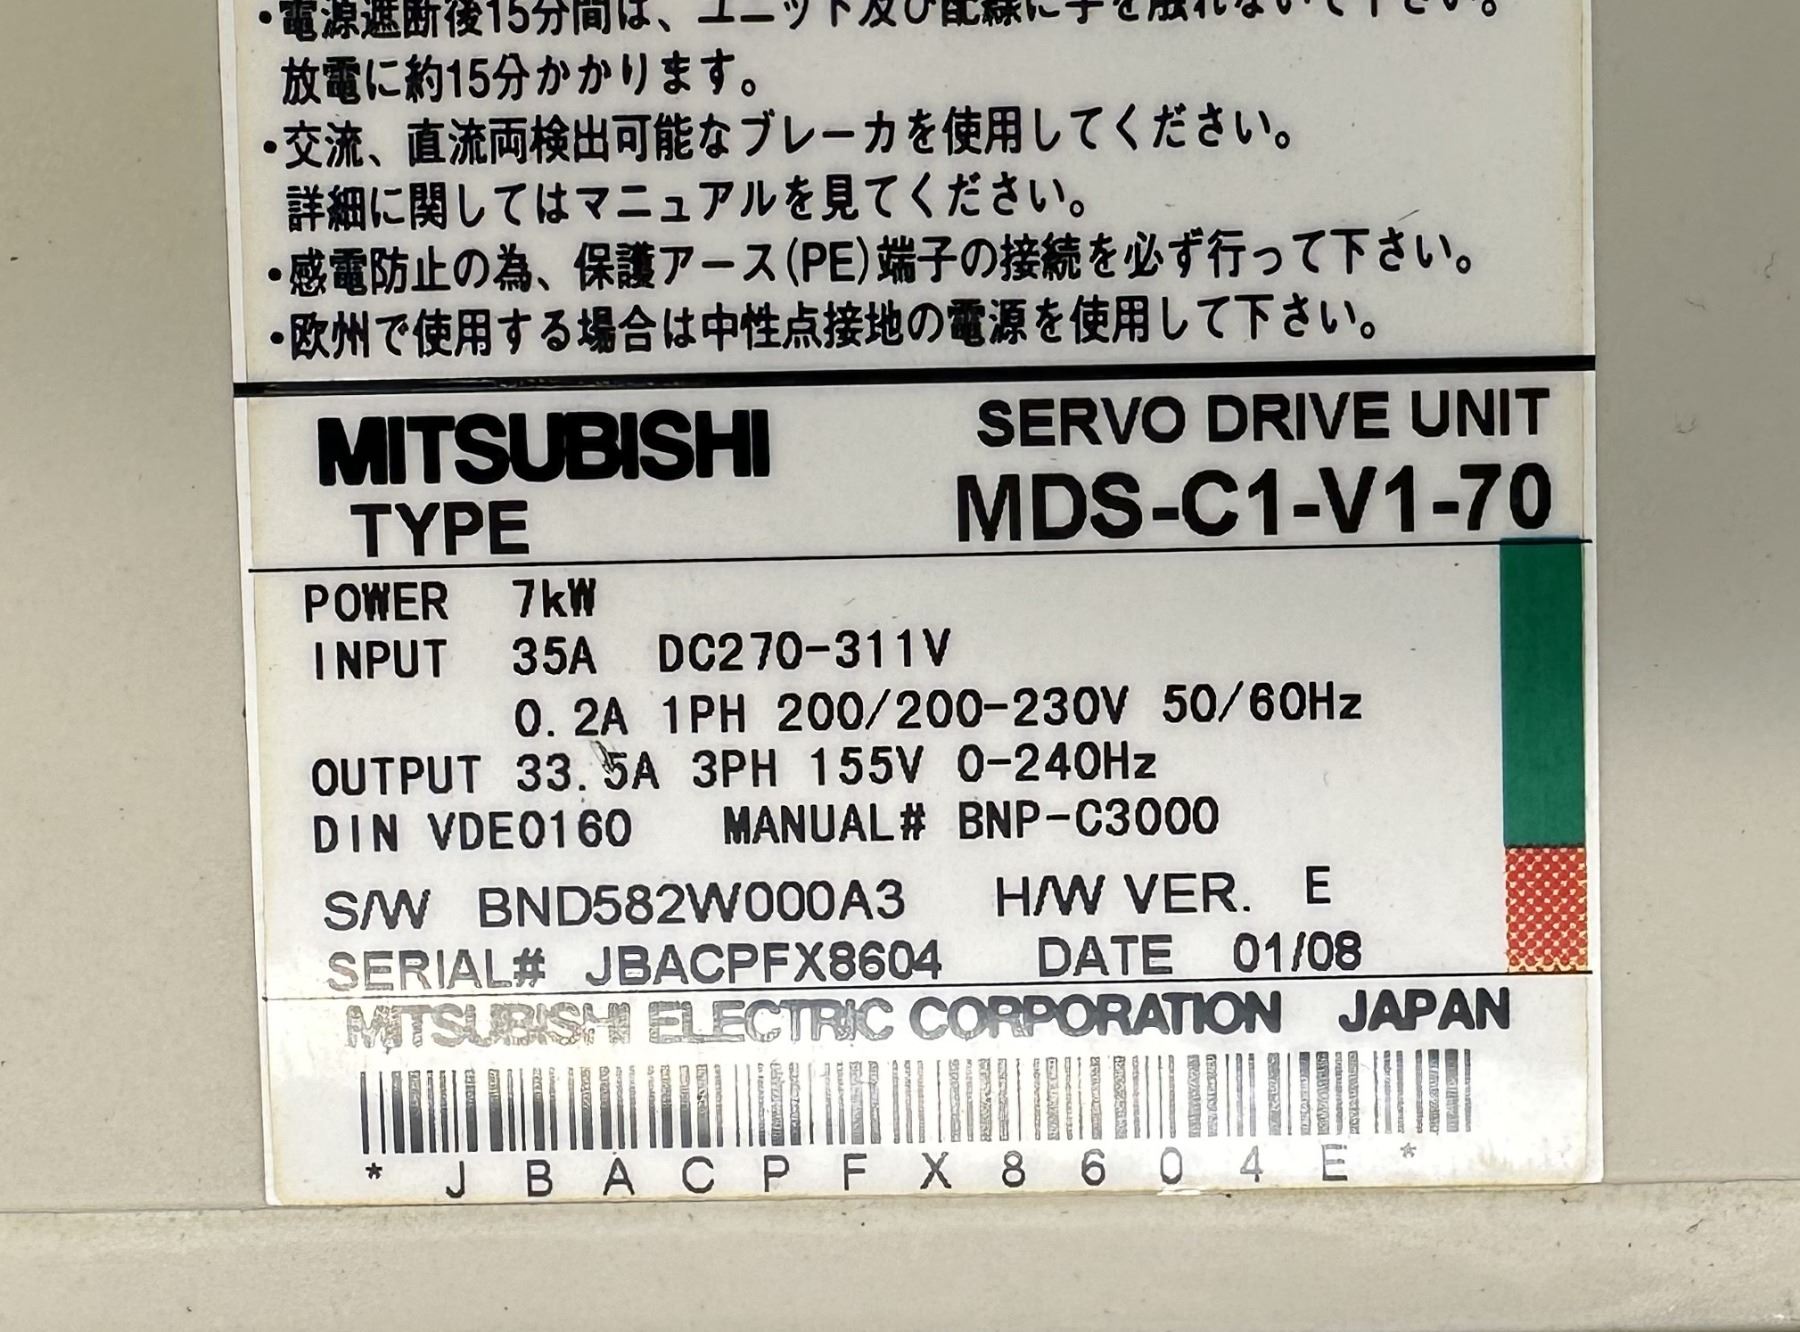 ・電源遮断後15分間は、ユニット及び配線に手を触れないで下さい。
放電に約15分かかります。
・交流、直流両検出可能なブレーカを使用してください。
詳細に関してはマニュアルを見てください。
・感電防止の為、保護アース(PE)端子の接続を必ず行って下さい。
・欧州で使用する場合は中性点接地の電源を使用して下さい。
MITSUBISHI SERVO DRIVE UNIT
TYPE MDS-C1-V1-70
POWER 7kW
INPUT 35A DC270-311V
0.2A 1PH 200/200-230V 50/60Hz
OUTPUT 33.5A 3PH 155V 0-240Hz
DIN VDE0160 MANUAL# BNP-C3000
S/W BND582W000A3 H/W VER. E
SERIAL# JBACPFX8604 DATE 01/08
MITSUBISHI ELECTRIC CORPORATION JAPAN
* J B A C P F X 8 6 0 4 E *